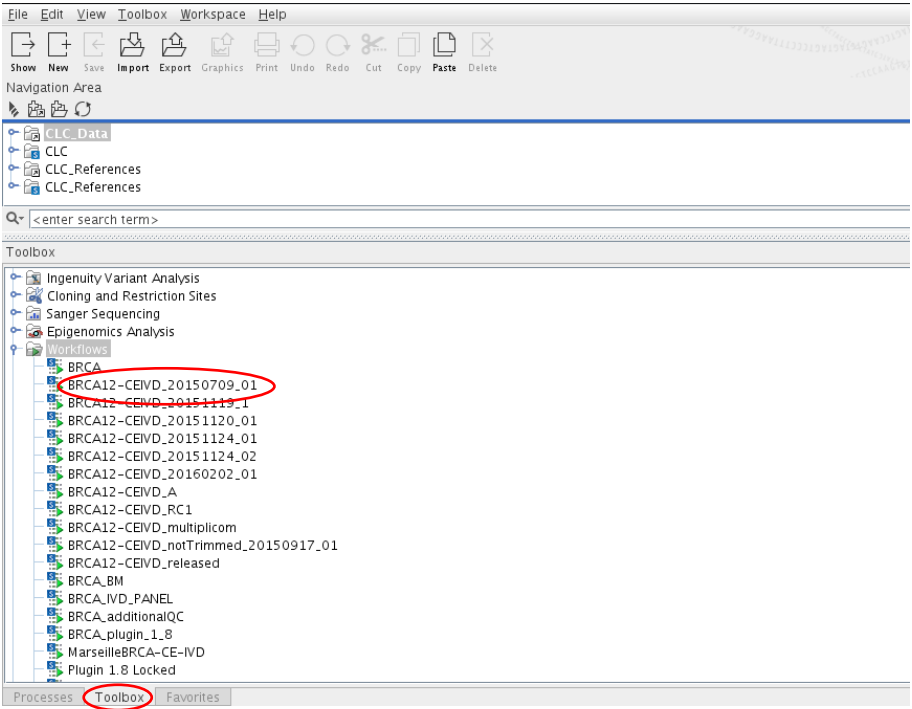 File Edit View Toolbox Workspace Help
Show New Save Import Export Graphics Print Undo Redo Cut Copy Paste Delete
Navigation Area
CLC_Data
CLC
CLC_References
CLC_References
<enter search term>
Toolbox
Ingenuity Variant Analysis
Cloning and Restriction Sites
Sanger Sequencing
Epigenomics Analysis
Workflows
BRCA
BRCA12-CEIVD_20150709_01
BRCA12-CEIVD_20151119_1
BRCA12-CEIVD_20151120_01
BRCA12-CEIVD_20151124_01
BRCA12-CEIVD_20151124_02
BRCA12-CEIVD_20160202_01
BRCA12-CEIVD_A
BRCA12-CEIVD_RC1
BRCA12-CEIVD_multiplicom
BRCA12-CEIVD_notTrimmed_20150917_01
BRCA12-CEIVD_released
BRCA_BM
BRCA_IVD_PANEL
BRCA_additionalQC
BRCA_plugin_1_8
MarseilleBRCA-CE-IVD
Plugin 1.8 Locked
Processes Toolbox Favorites